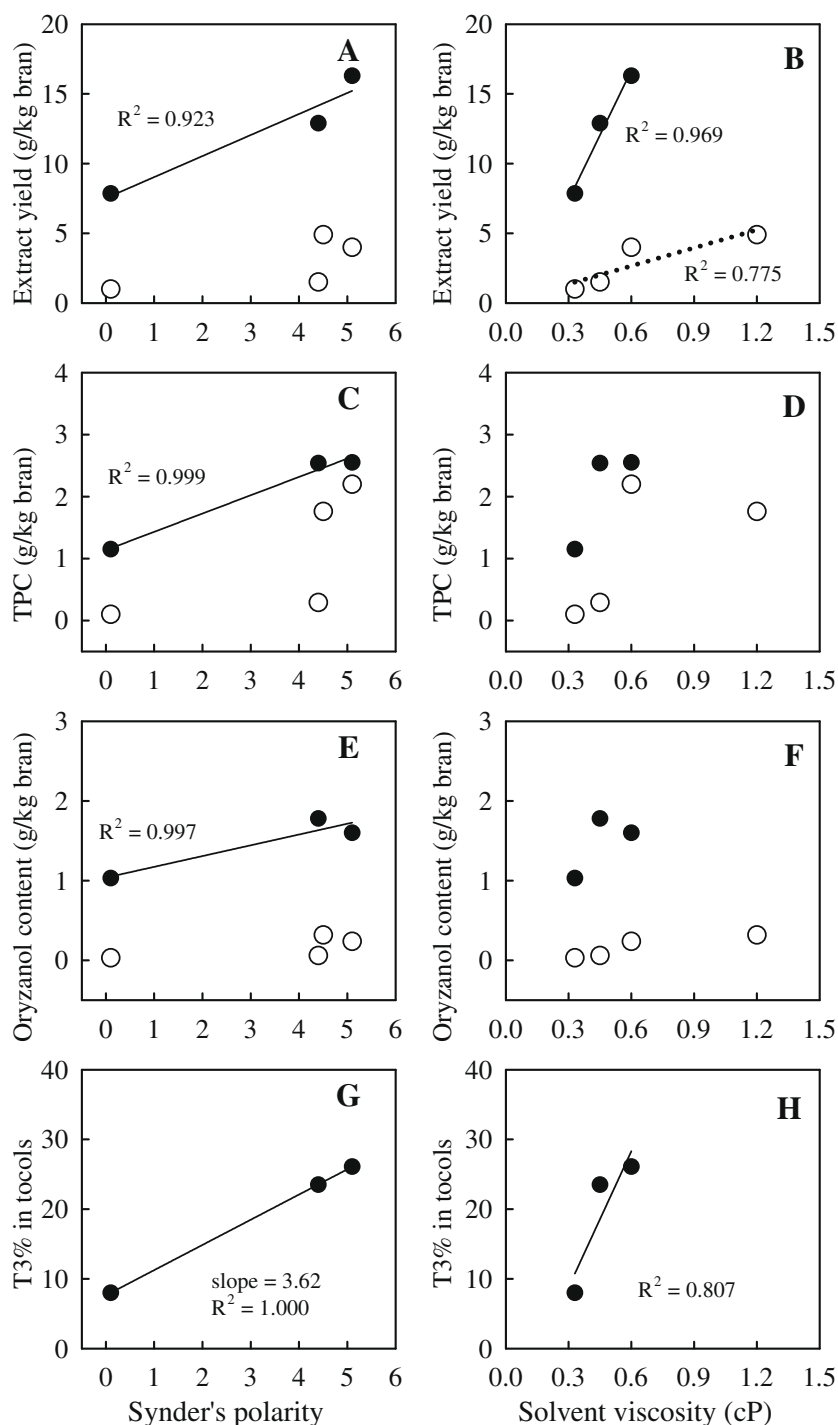 A
Extract yield (g/kg bran)
20
15
10
5
0
R² = 0.923
0 1 2 3 4 5 6
B
Extract yield (g/kg bran)
20
15
10
5
0
R² = 0.969
R² = 0.775
0.0 0.3 0.6 0.9 1.2 1.5
C
TPC (g/kg bran)
4
3
2
1
0
R² = 0.999
0 1 2 3 4 5 6
D
TPC (g/kg bran)
4
3
2
1
0
0.0 0.3 0.6 0.9 1.2 1.5
E
Oryzanol content (g/kg bran)
3
2
1
0
R² = 0.997
0 1 2 3 4 5 6
F
Oryzanol content (g/kg bran)
3
2
1
0
0.0 0.3 0.6 0.9 1.2 1.5
G
T3% in tocols
40
30
20
10
0
slope = 3.62
R² = 1.000
0 1 2 3 4 5 6
Synder's polarity
H
T3% in tocols
40
30
20
10
0
R² = 0.807
0.0 0.3 0.6 0.9 1.2 1.5
Solvent viscosity (cP)